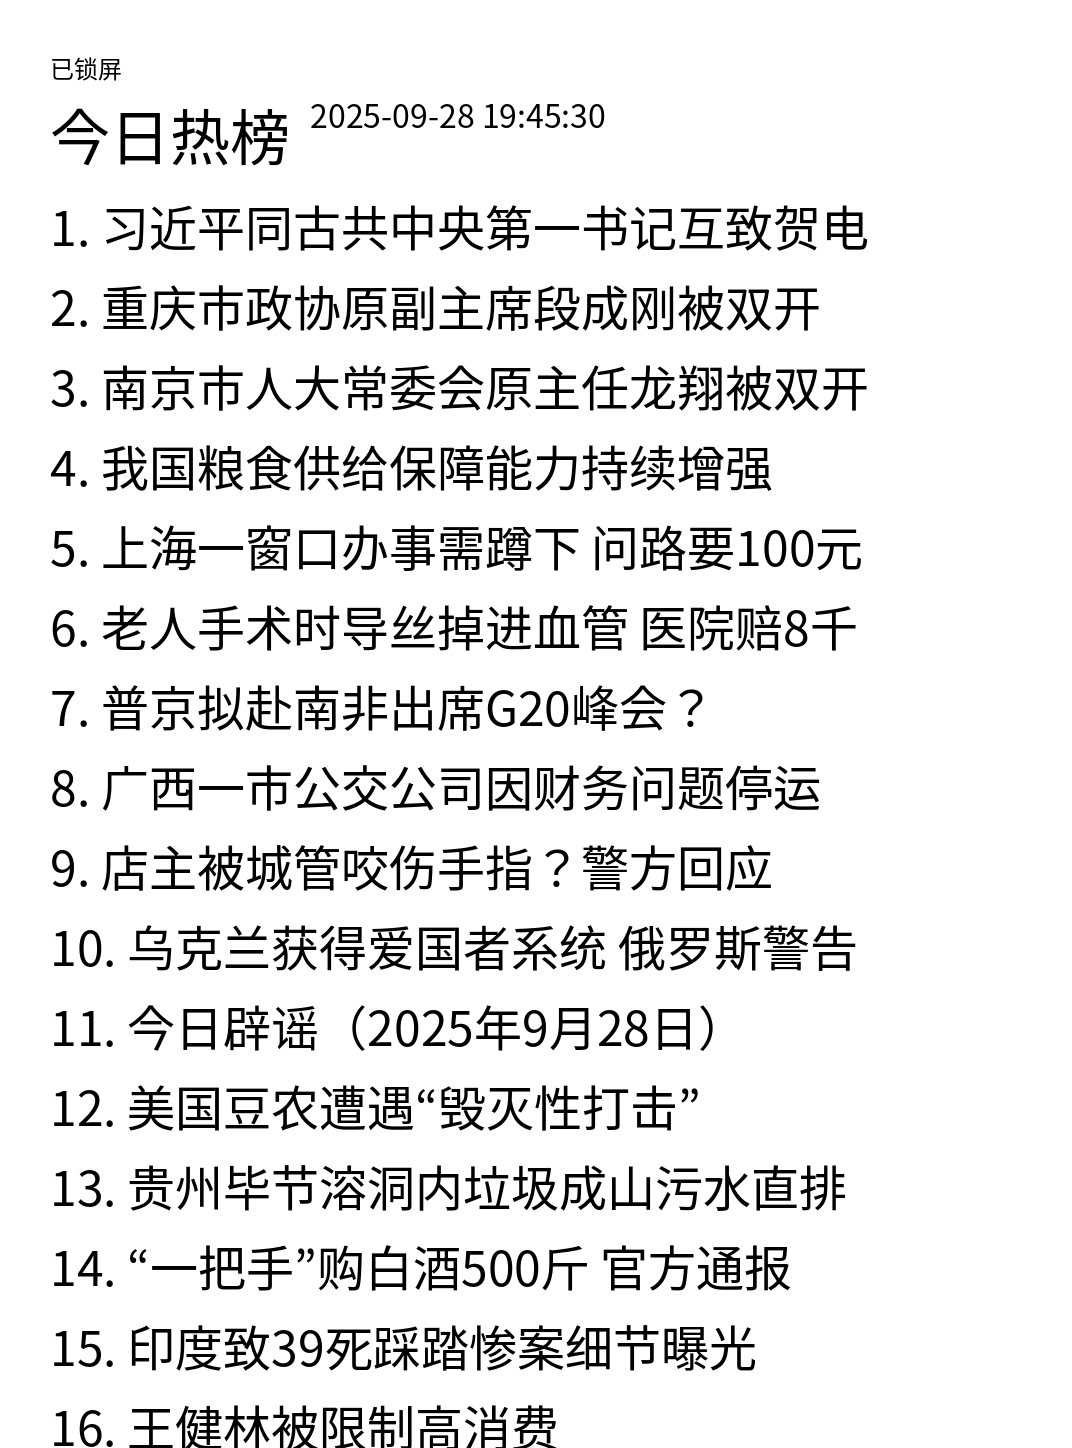 已锁屏
今日热榜 2025-09-28 19:45:30
1. 习近平同古共中央第一书记互致贺电
2. 重庆市政协原副主席段成刚被双开
3. 南京市人大常委会原主任龙翔被双开
4. 我国粮食供给保障能力持续增强
5. 上海一窗口办事需蹲下 问路要100元
6. 老人手术时导丝掉进血管 医院赔8千
7. 普京拟赴南非出席G20峰会？
8. 广西一市公交公司因财务问题停运
9. 店主被城管咬伤手指？警方回应
10. 乌克兰获得爱国者系统 俄罗斯警告
11. 今日辟谣（2025年9月28日）
12. 美国豆农遭遇“毁灭性打击”
13. 贵州毕节溶洞内垃圾成山污水直排
14. “一把手”购白酒500斤 官方通报
15. 印度致39死踩踏惨案细节曝光
16. 王健林被限制高消费